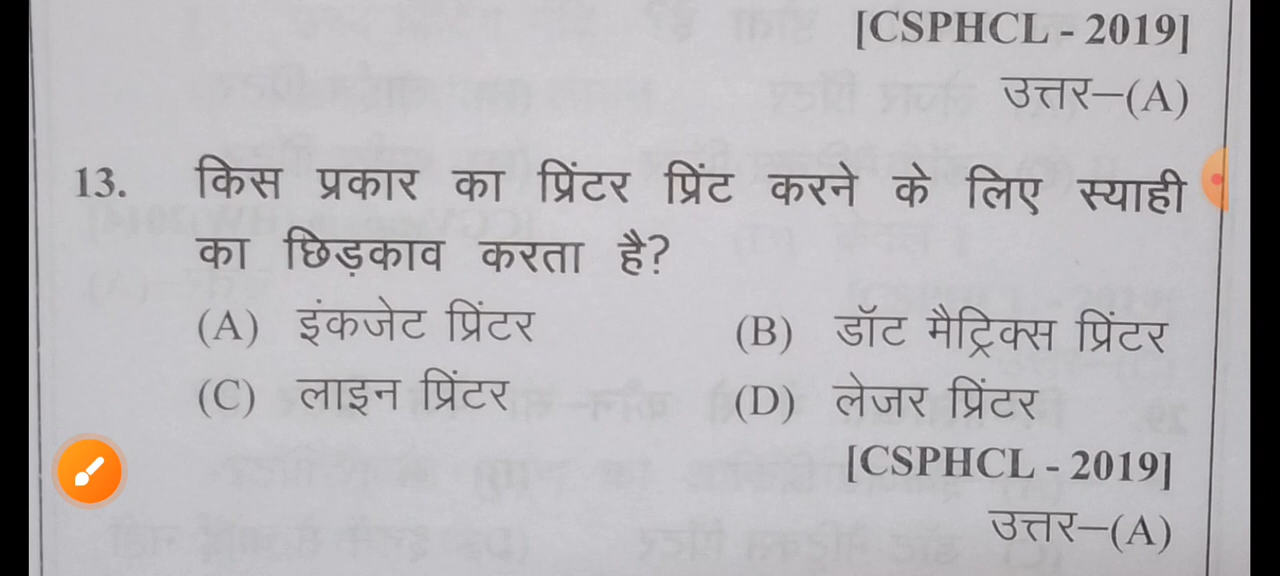 [CSPHCL - 2019]
उत्तर–(A)
13. किस प्रकार का प्रिंटर प्रिंट करने के लिए स्याही
का छिड़काव करता है?
(A) इंकजेट प्रिंटर (B) डॉट मैट्रिक्स प्रिंटर
(C) लाइन प्रिंटर (D) लेजर प्रिंटर
[CSPHCL - 2019]
उत्तर–(A)